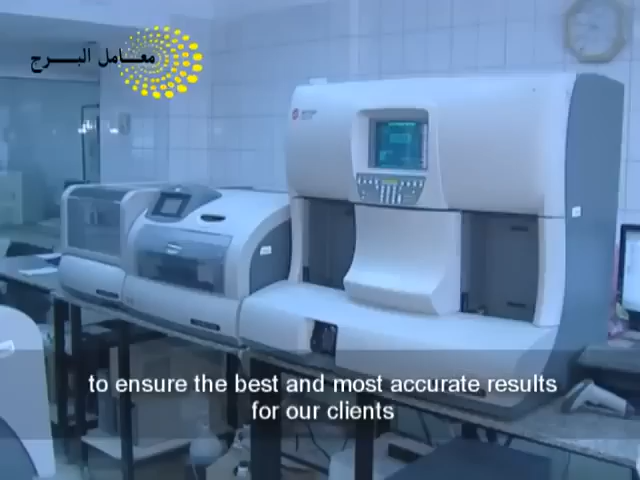 معامل البرج
to ensure the best and most accurate results
for our clients